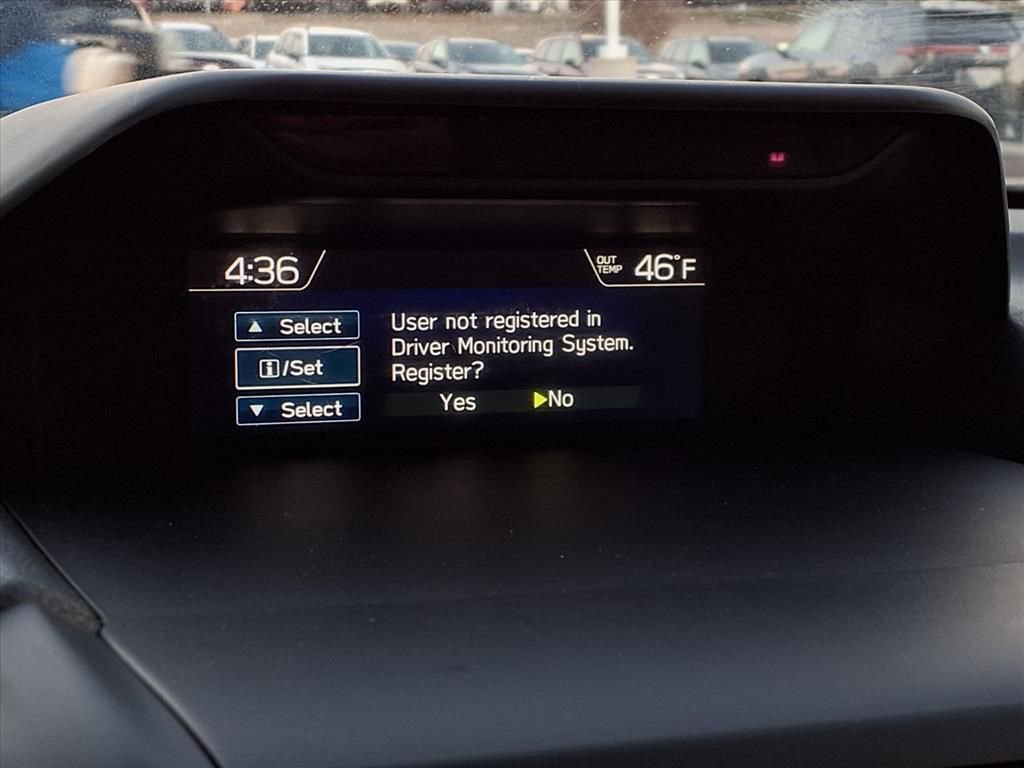 4:36
OUT
TEMP
46°F
▲ Select
i/Set
▼ Select
User not registered in
Driver Monitoring System.
Register?
Yes ▶No